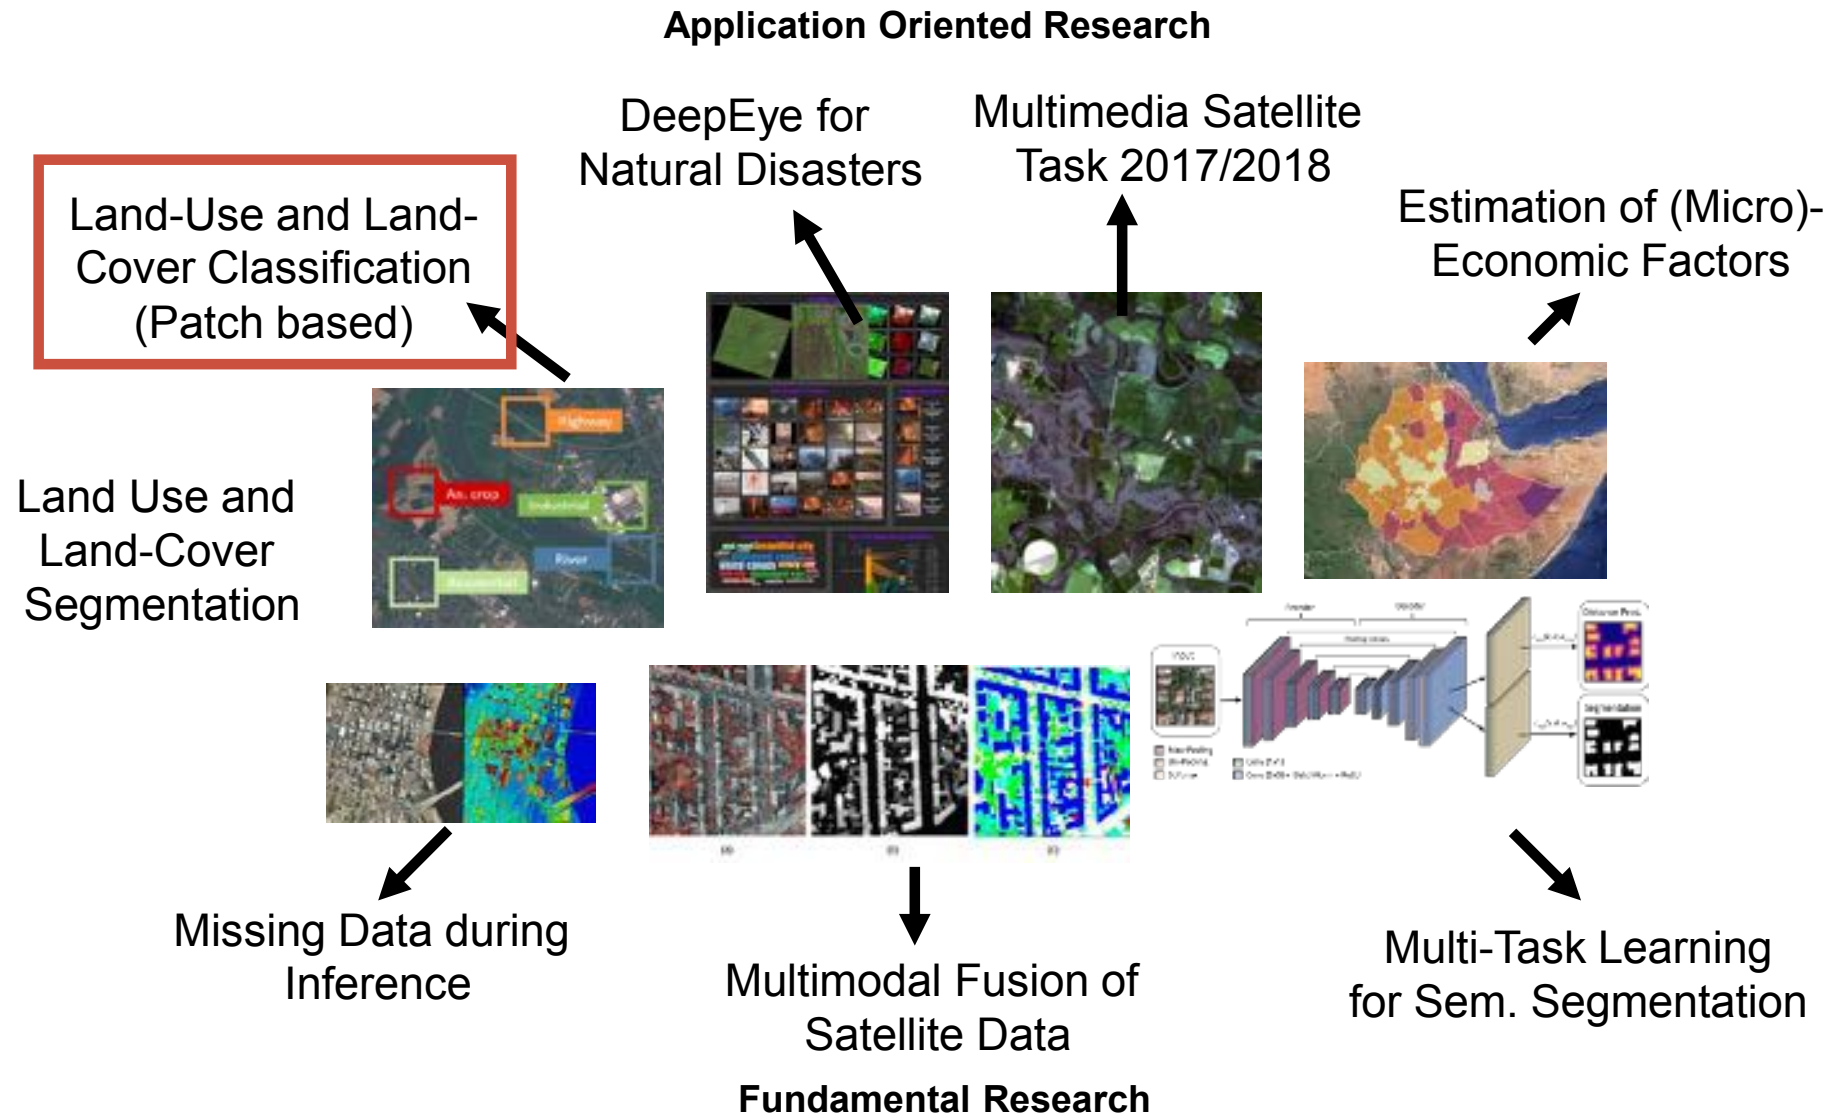 Application Oriented Research
DeepEye for
Natural Disasters
Multimedia Satellite
Task 2017/2018
Land-Use and Land-
Cover Classification
(Patch based)
Estimation of (Micro)-
Economic Factors
Highway
An. crop
Industrial
River
Residential
Land Use and
Land-Cover
Segmentation
Input
Segmentation
Missing Data during
Inference
Multimodal Fusion of
Satellite Data
Multi-Task Learning
for Sem. Segmentation
Fundamental Research